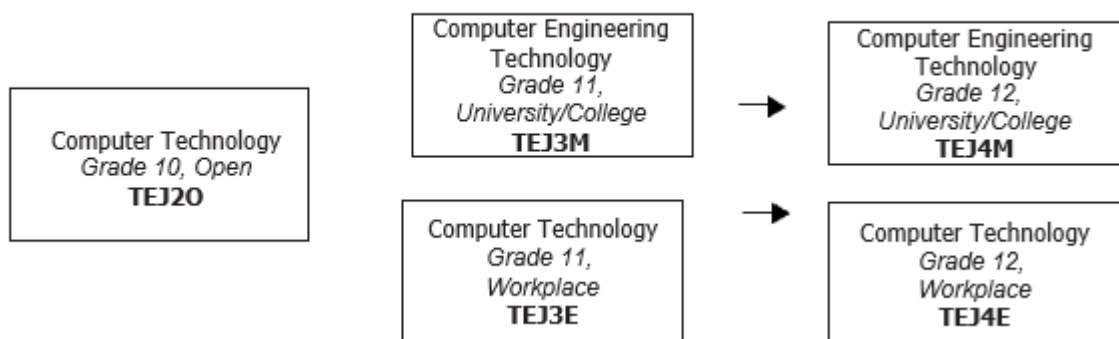 Computer Technology
Grade 10, Open
TEJ2O
Computer Engineering
Technology
Grade 11,
University/College
TEJ3M
Computer Engineering
Technology
Grade 12,
University/College
TEJ4M
Computer Technology
Grade 11,
Workplace
TEJ3E
Computer Technology
Grade 12,
Workplace
TEJ4E